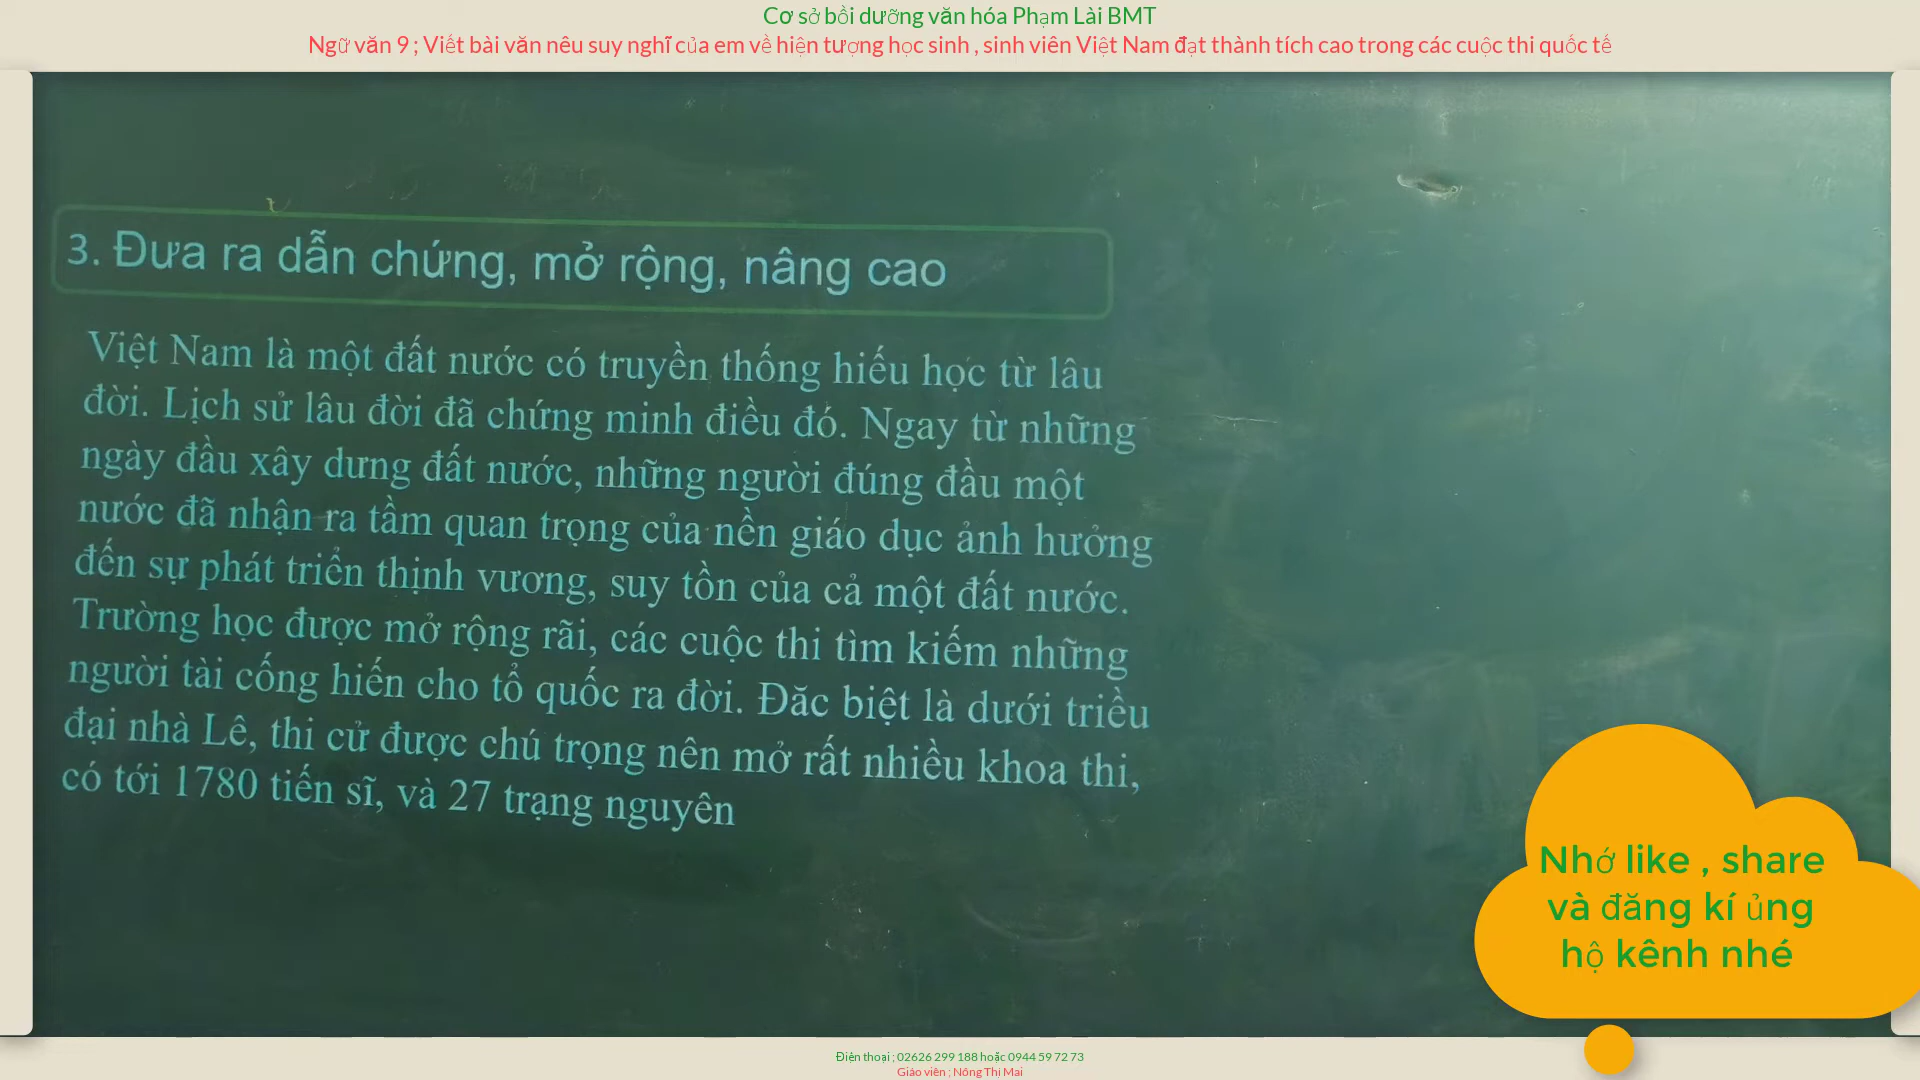 Cơ sở bồi dưỡng văn hóa Phạm Lài BMT
Ngữ văn 9 ; Viết bài văn nêu suy nghĩ của em về hiện tượng học sinh , sinh viên Việt Nam đạt thành tích cao trong các cuộc thi quốc tế
3. Đưa ra dẫn chứng, mở rộng, nâng cao
Việt Nam là một đất nước có truyền thống hiếu học từ lâu
đời. Lịch sử lâu đời đã chứng minh điều đó. Ngay từ những
ngày đầu xây dưng đất nước, những người đúng đầu một
nước đã nhận ra tầm quan trọng của nền giáo dục ảnh hưởng
đến sự phát triển thịnh vương, suy tồn của cả một đất nước.
Trường học được mở rộng rãi, các cuộc thi tìm kiếm những
người tài cống hiến cho tổ quốc ra đời. Đăc biệt là dưới triều
đại nhà Lê, thi cử được chú trọng nên mở rất nhiều khoa thi,
có tới 1780 tiến sĩ, và 27 trạng nguyên
Nhớ like , share
và đăng kí ủng
hộ kênh nhé
Điện thoại ; 02626 299 188 hoặc 0944 59 72 73
Giáo viên ; Nông Thị Mai